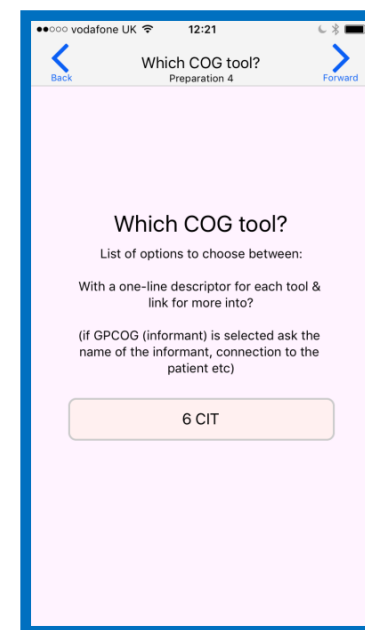 vodafone UK 12:21
Which COG tool?
Back Preparation 4 Forward
Which COG tool?
List of options to choose between:
With a one-line descriptor for each tool &
link for more into?
(if GPCOG (informant) is selected ask the
name of the informant, connection to the
patient etc)
6 CIT